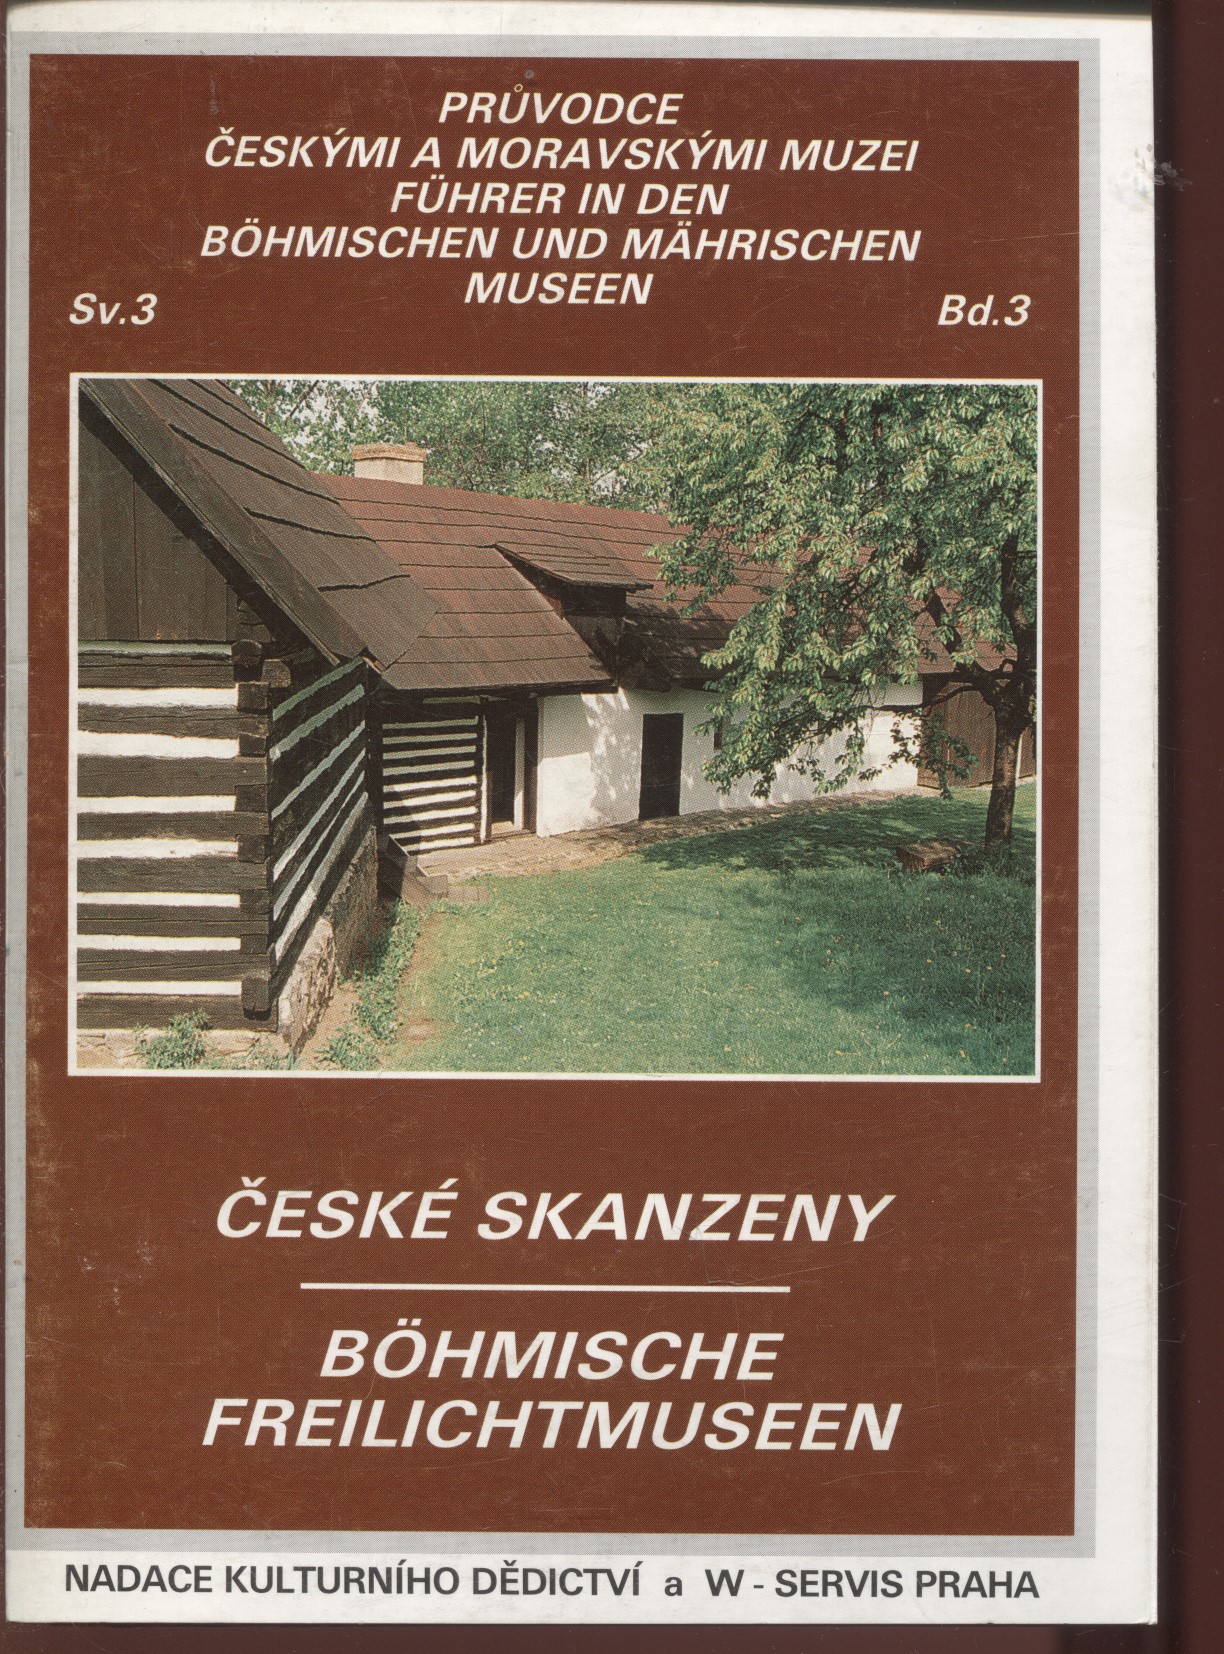 PRŮVODCE
ČESKÝMI A MORAVSKÝMI MUZEI
FÜHRER IN DEN
BÖHMISCHEN UND MÄHRISCHEN
MUSEEN
Sv.3
Bd.3
ČESKÉ SKANZENY
BÖHMISCHE
FREILICHTMUSEEN
NADACE KULTURNÍHO DĚDICTVÍ a W - SERVIS PRAHA